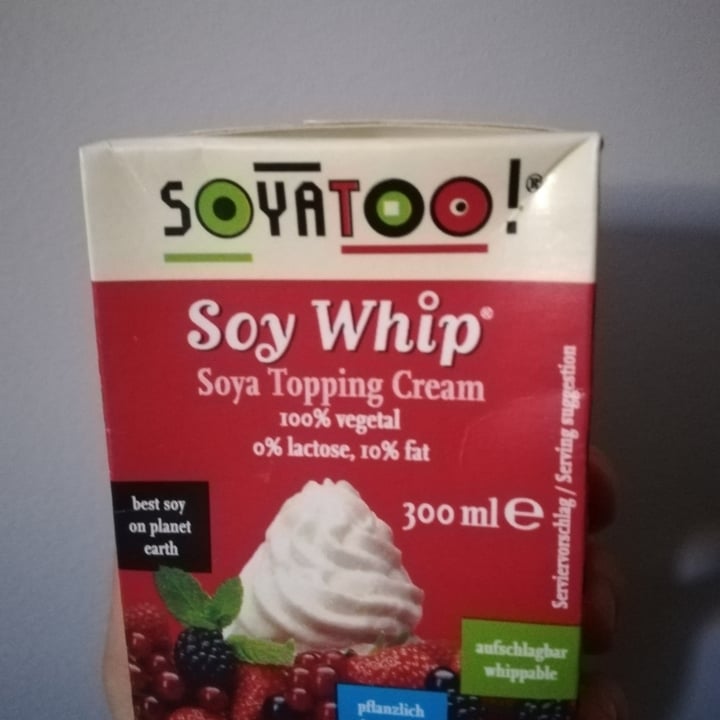 SOYATOO!®
Soy Whip®
Soya Topping Cream
100% vegetal
0% lactose, 10% fat
300 ml e
best soy
on planet
earth
Serviervorschlag / Serving suggestion
aufschlagbar
whippable
pflanzlich